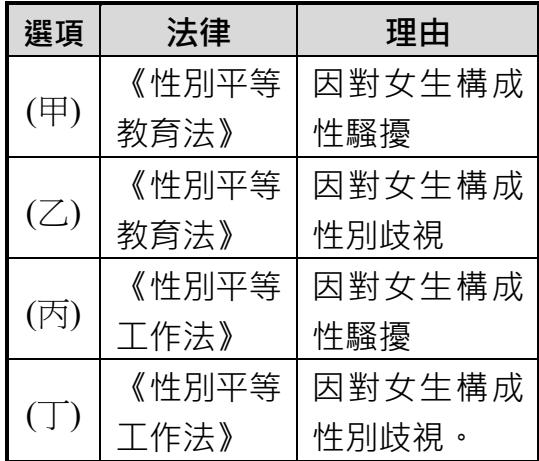 選項 法律 理由
(甲) 《性別平等 因對女生構成
教育法》 性騷擾
(乙) 《性別平等 因對女生構成
教育法》 性別歧視
(丙) 《性別平等 因對女生構成
工作法》 性騷擾
(丁) 《性別平等 因對女生構成
工作法》 性別歧視。